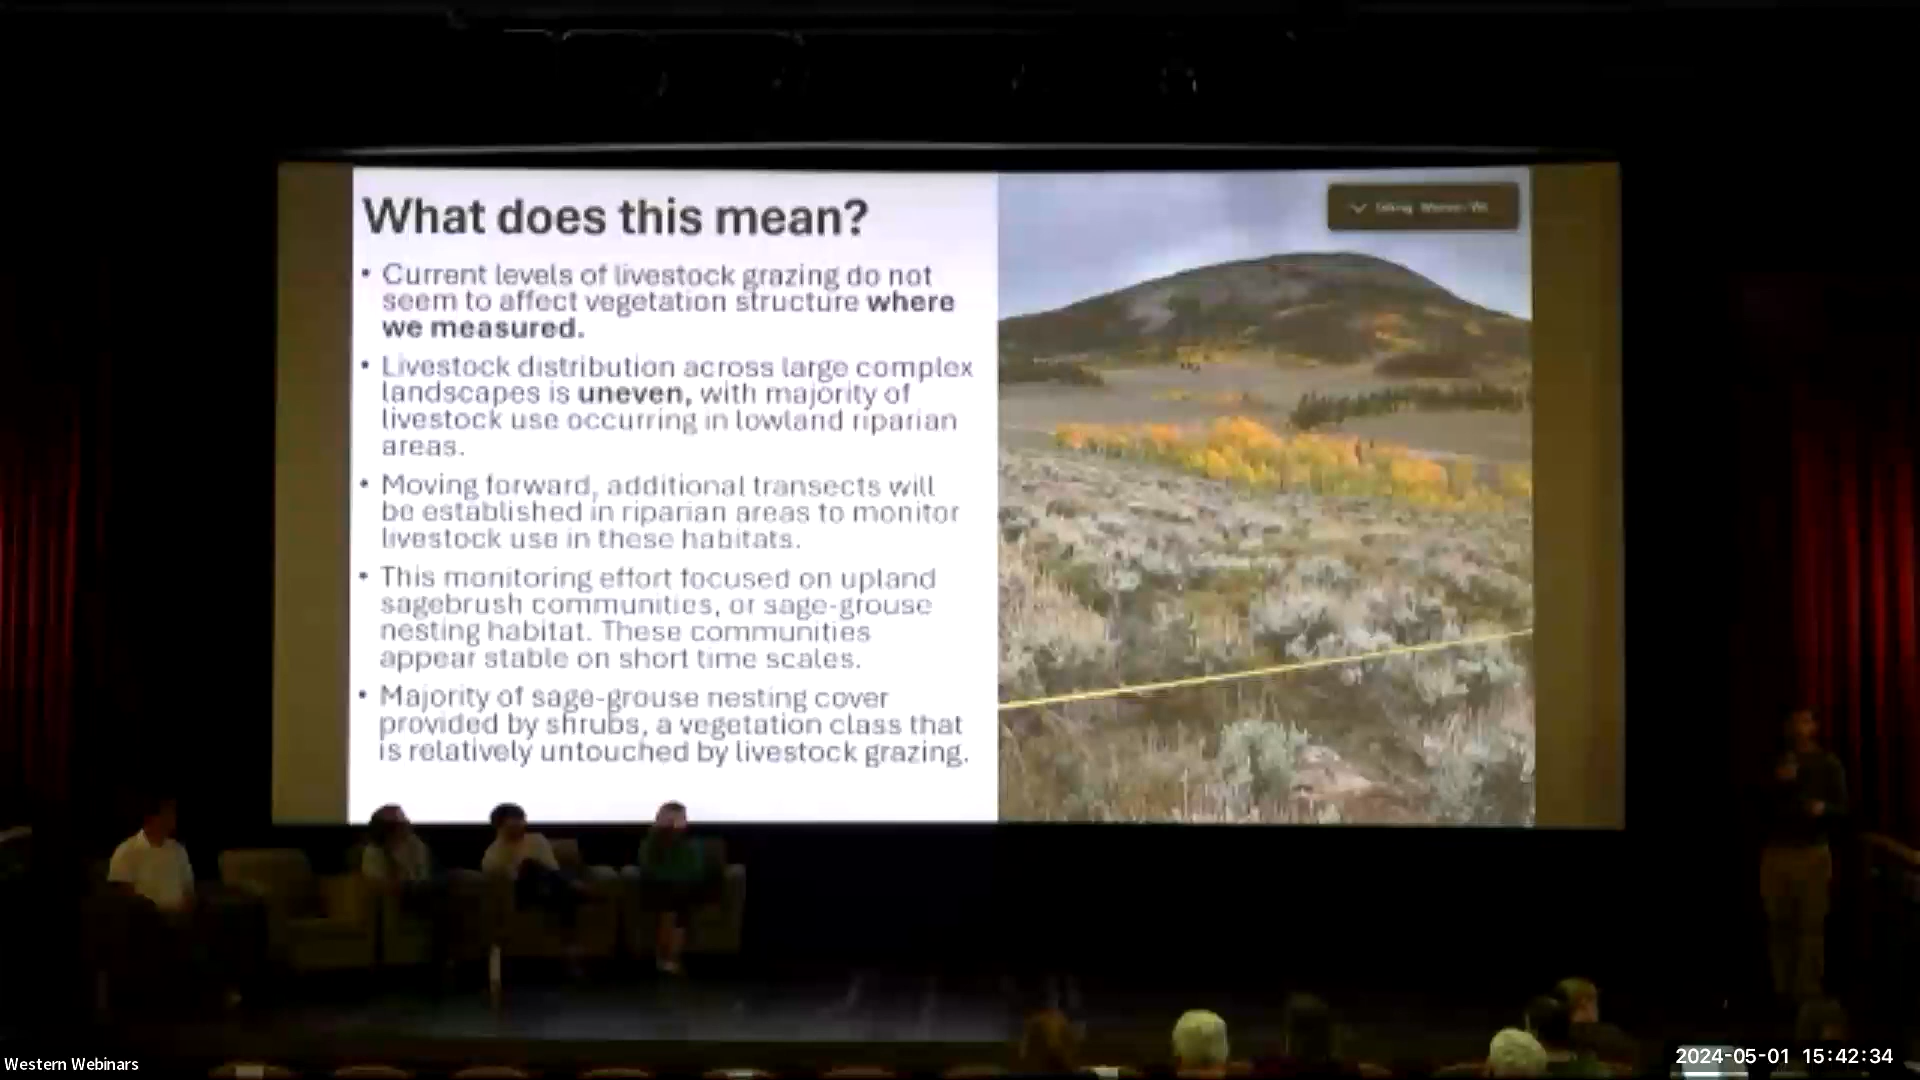 What does this mean?
• Current levels of livestock grazing do not
seem to affect vegetation structure where
we measured.
• Livestock distribution across large complex
landscapes is uneven, with majority of
livestock use occurring in lowland riparian
areas.
• Moving forward, additional transects will
be established in riparian areas to monitor
livestock use in these habitats.
• This monitoring effort focused on upland
sagebrush communities, or sage-grouse
nesting habitat. These communities
appear stable on short time scales.
• Majority of sage-grouse nesting cover
provided by shrubs, a vegetation class that
is relatively untouched by livestock grazing.
Western Webinars
2024-05-01 15:42:34